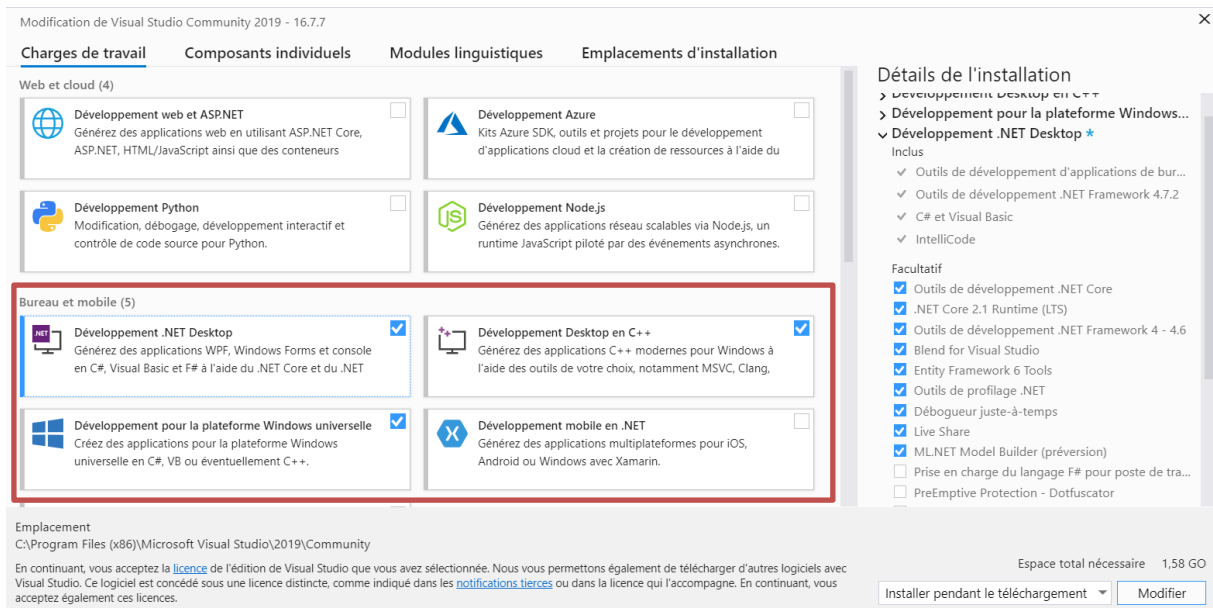 Modification de Visual Studio Community 2019 - 16.7.7
Charges de travail
Composants individuels
Modules linguistiques
Emplacements d'installation
Web et cloud (4)
Développement web et ASP.NET
Générez des applications web en utilisant ASP.NET Core,
ASP.NET, HTML/JavaScript ainsi que des conteneurs
Développement Azure
Kits Azure SDK, outils et projets pour le développement
d'applications cloud et la création de ressources à l'aide du
Développement Python
Modification, débogage, développement interactif et
contrôle de code source pour Python.
JS
Développement Node.js
Générez des applications réseau scalables via Node.js, un
runtime JavaScript piloté par des événements asynchrones.
Bureau et mobile (5)
.NET
Développement .NET Desktop
Générez des applications WPF, Windows Forms et console
en C#, Visual Basic et F# à l'aide du .NET Core et du .NET
Développement Desktop en C++
Générez des applications C++ modernes pour Windows à
l'aide des outils de votre choix, notamment MSVC, Clang,
Développement pour la plateforme Windows universelle
Créez des applications pour la plateforme Windows
universelle en C#, VB ou éventuellement C++.
Développement mobile en .NET
Générez des applications multiplateformes pour iOS,
Android ou Windows avec Xamarin.
Détails de l'installation
Développement Desktop en C++
Développement pour la plateforme Windows...
Développement .NET Desktop *
Inclus
Outils de développement d'applications de bur...
Outils de développement .NET Framework 4.7.2
C# et Visual Basic
IntelliCode
Facultatif
Outils de développement .NET Core
.NET Core 2.1 Runtime (LTS)
Outils de développement .NET Framework 4 - 4.6
Blend for Visual Studio
Entity Framework 6 Tools
Outils de profilage .NET
Débogueur juste-à-temps
Live Share
ML.NET Model Builder (préversion)
Prise en charge du langage F# pour poste de tra...
PreEmptive Protection - Dotfuscator
Emplacement
C:\Program Files (x86)\Microsoft Visual Studio\2019\Community
En continuant, vous acceptez la licence de l'édition de Visual Studio que vous avez sélectionnée. Nous vous permettons également de télécharger d'autres logiciels avec
Visual Studio. Ce logiciel est concédé sous une licence distincte, comme indiqué dans les notifications tierces ou dans la licence qui l'accompagne. En continuant, vous
acceptez également ces licences.
Espace total nécessaire 1,58 GO
Installer pendant le téléchargement
Modifier